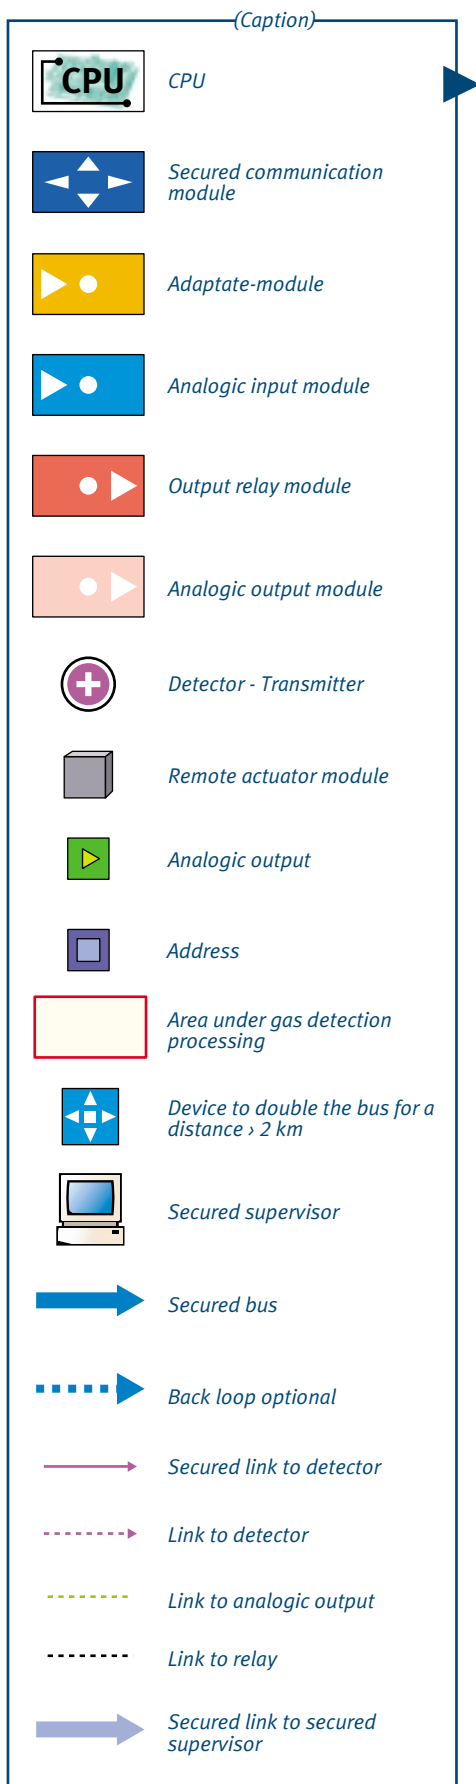 (Caption)
CPU
CPU
Secured communication
module
Adaptate-module
Analogic input module
Output relay module
Analogic output module
Detector - Transmitter
Remote actuator module
Analogic output
Address
Area under gas detection
processing
Device to double the bus for a
distance › 2 km
Secured supervisor
Secured bus
Back loop optional
Secured link to detector
Link to detector
Link to analogic output
Link to relay
Secured link to secured
supervisor